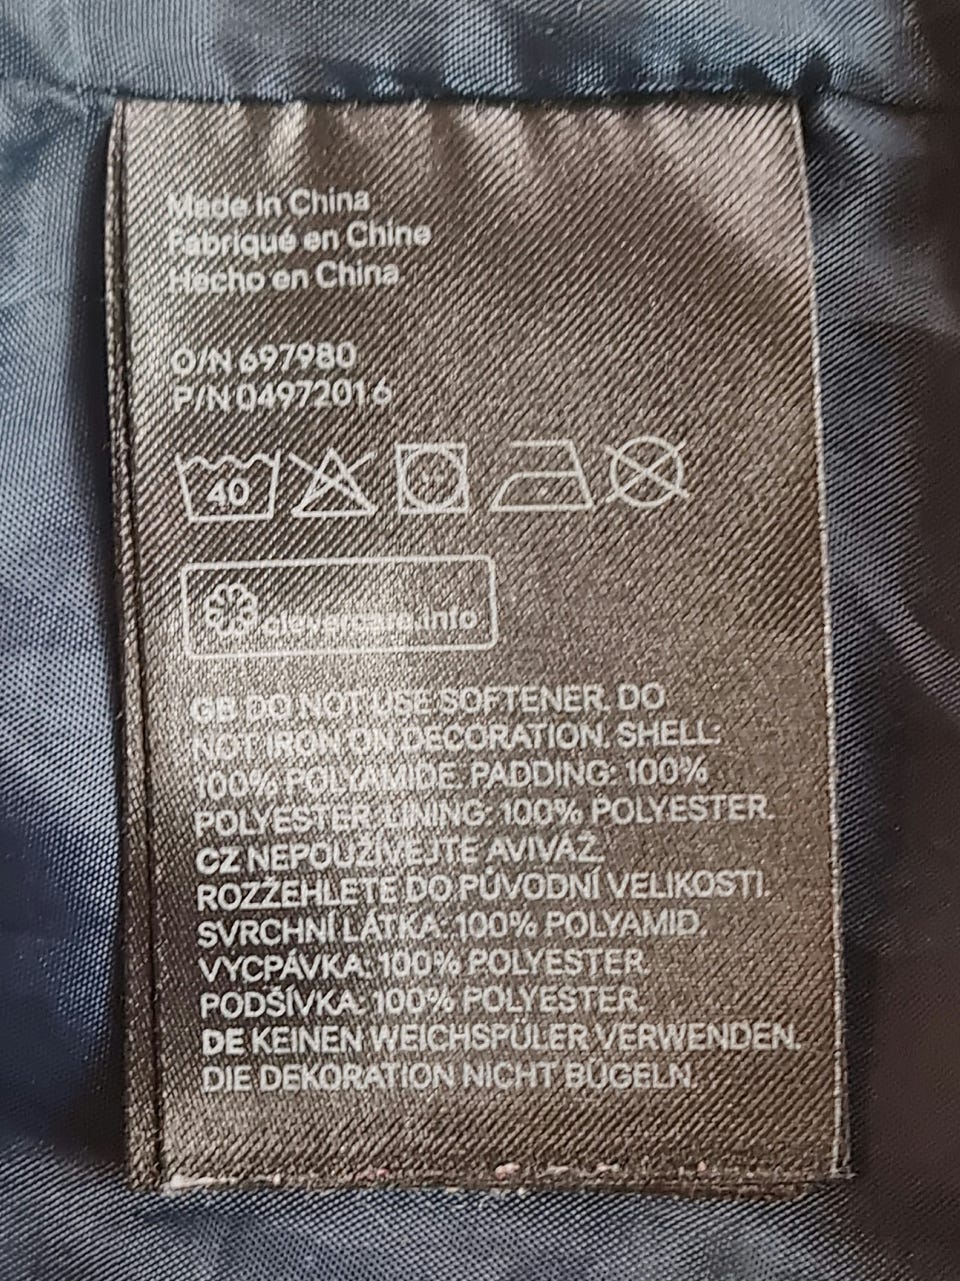 Made in China
Fabriqué en Chine
Hecho en China
O/N 697980
P/N 04972016
40
clevercare.info
GB DO NOT USE SOFTENER. DO
NOT IRON ON DECORATION. SHELL:
100% POLYAMIDE. PADDING: 100%
POLYESTER. LINING: 100% POLYESTER.
CZ NEPOUŽÍVEJTE AVIVÁŽ.
ROZŽEHLETE DO PŮVODNÍ VELIKOSTI.
SVRCHNÍ LÁTKA: 100% POLYAMID.
VYCPÁVKA: 100% POLYESTER.
PODŠÍVKA: 100% POLYESTER.
DE KEINEN WEICHSPÜLER VERWENDEN.
DIE DEKORATION NICHT BÜGELN.